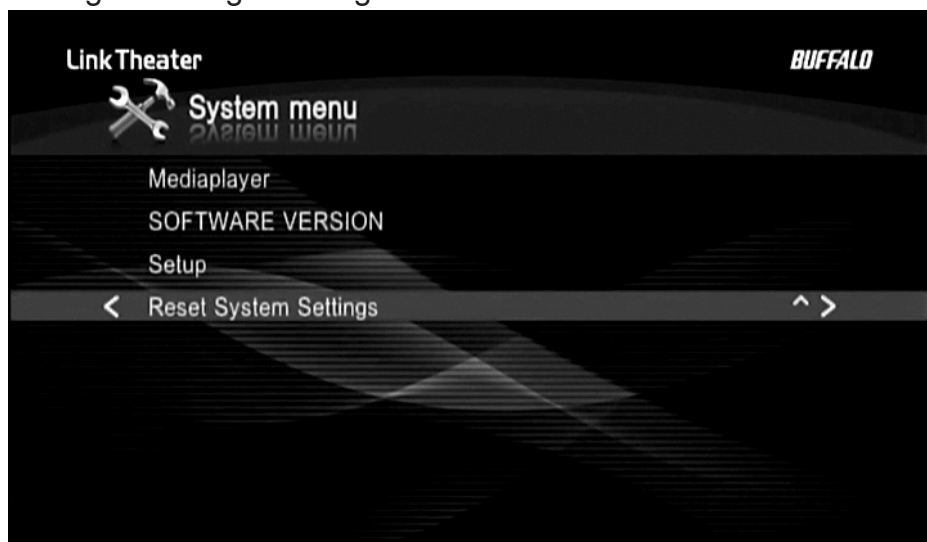 LinkTheater
BUFFALO
System menu
Mediaplayer
SOFTWARE VERSION
Setup
< Reset System Settings ^ >